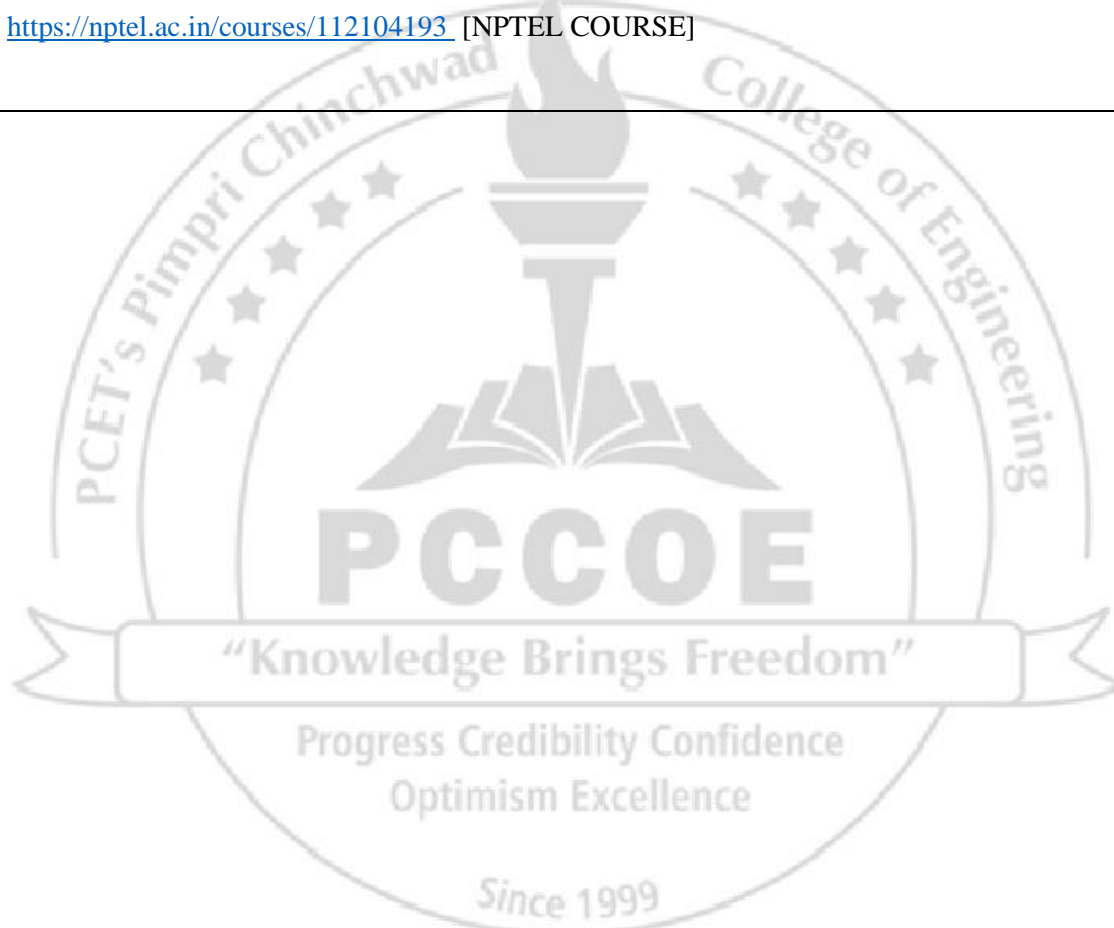 https://nptel.ac.in/courses/112104193 [NPTEL COURSE]
PCET's Pimpri Chinchwad College of Engineering
PCCOE
"Knowledge Brings Freedom"
Progress Credibility Confidence
Optimism Excellence
Since 1999